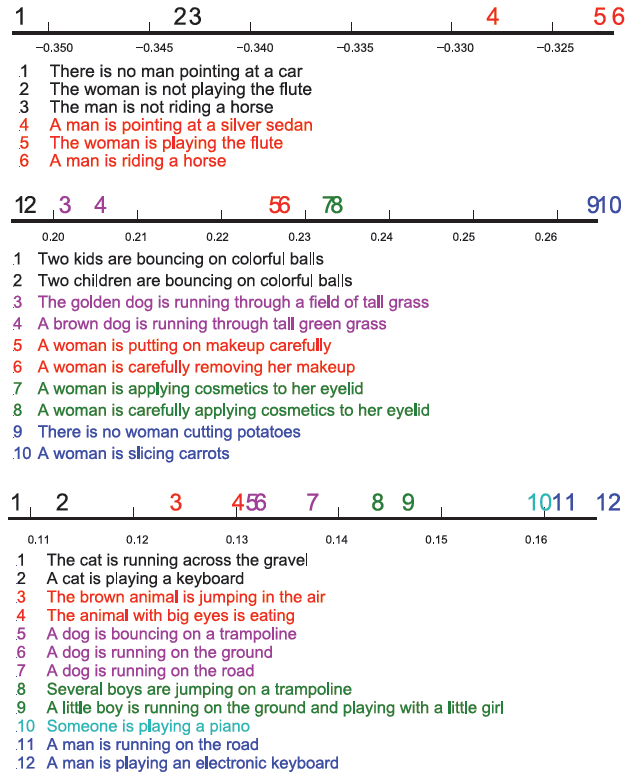 1 23 4 5 6
−0.350 −0.345 −0.340 −0.335 −0.330 −0.325
1 There is no man pointing at a car
2 The woman is not playing the flute
3 The man is not riding a horse
4 A man is pointing at a silver sedan
5 The woman is playing the flute
6 A man is riding a horse
12 3 4 56 78 910
0.20 0.21 0.22 0.23 0.24 0.25 0.26
1 Two kids are bouncing on colorful balls
2 Two children are bouncing on colorful balls
3 The golden dog is running through a field of tall grass
4 A brown dog is running through tall green grass
5 A woman is putting on makeup carefully
6 A woman is carefully removing her makeup
7 A woman is applying cosmetics to her eyelid
8 A woman is carefully applying cosmetics to her eyelid
9 There is no woman cutting potatoes
10 A woman is slicing carrots
1 2 3 4 56 7 8 9 10 11 12
0.11 0.12 0.13 0.14 0.15 0.16
1 The cat is running across the gravel
2 A cat is playing a keyboard
3 The brown animal is jumping in the air
4 The animal with big eyes is eating
5 A dog is bouncing on a trampoline
6 A dog is running on the ground
7 A dog is running on the road
8 Several boys are jumping on a trampoline
9 A little boy is running on the ground and playing with a little girl
10 Someone is playing a piano
11 A man is running on the road
12 A man is playing an electronic keyboard